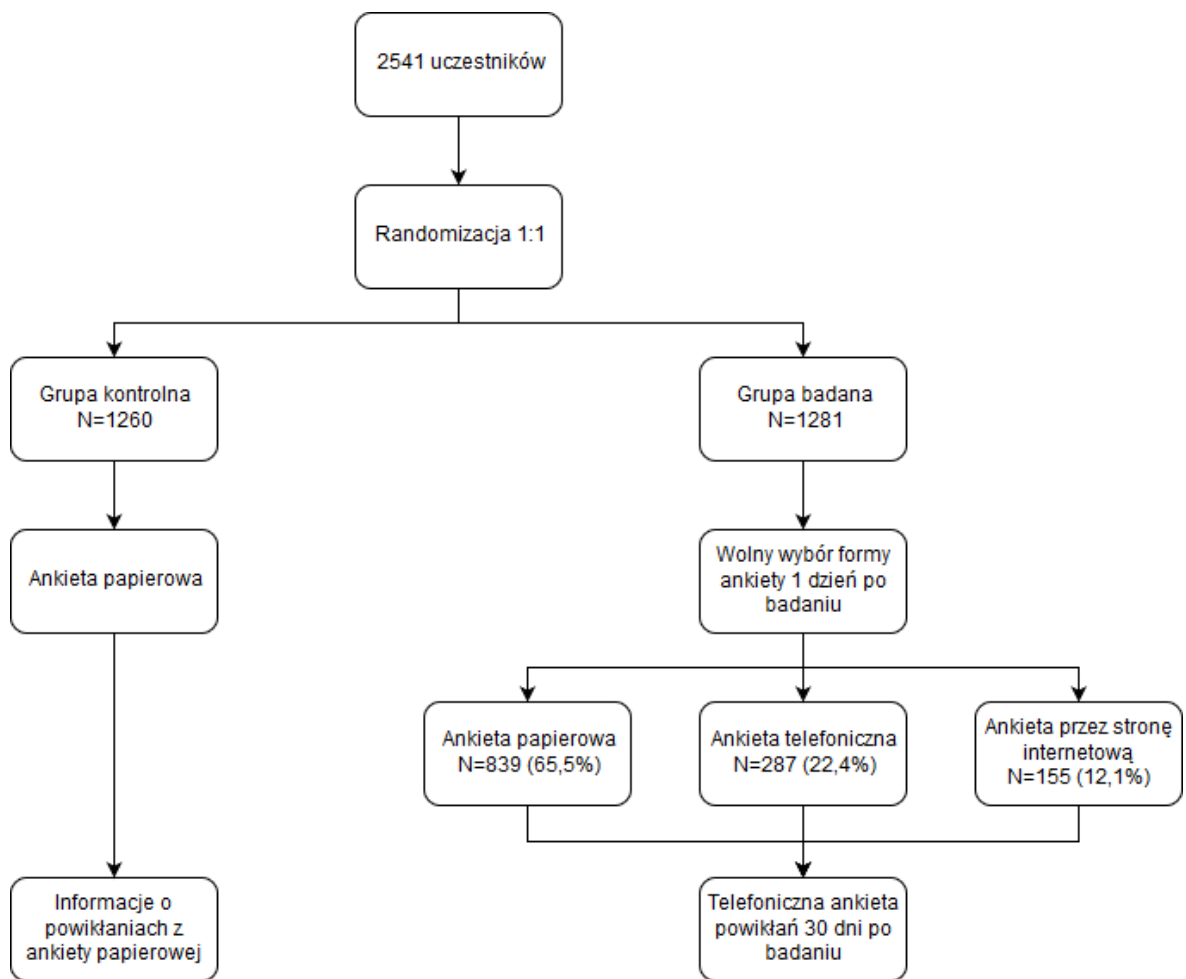 2541 uczestników
Randomizacja 1:1
Grupa kontrolna
N=1260
Grupa badana
N=1281
Ankieta papierowa
Wolny wybór formy
ankiety 1 dzień po
badaniu
Ankieta papierowa
N=839 (65,5%)
Ankieta telefoniczna
N=287 (22,4%)
Ankieta przez stronę
internetową
N=155 (12,1%)
Informacje o
powikłaniach z
ankiety papierowej
Telefoniczna ankieta
powikłań 30 dni po
badaniu